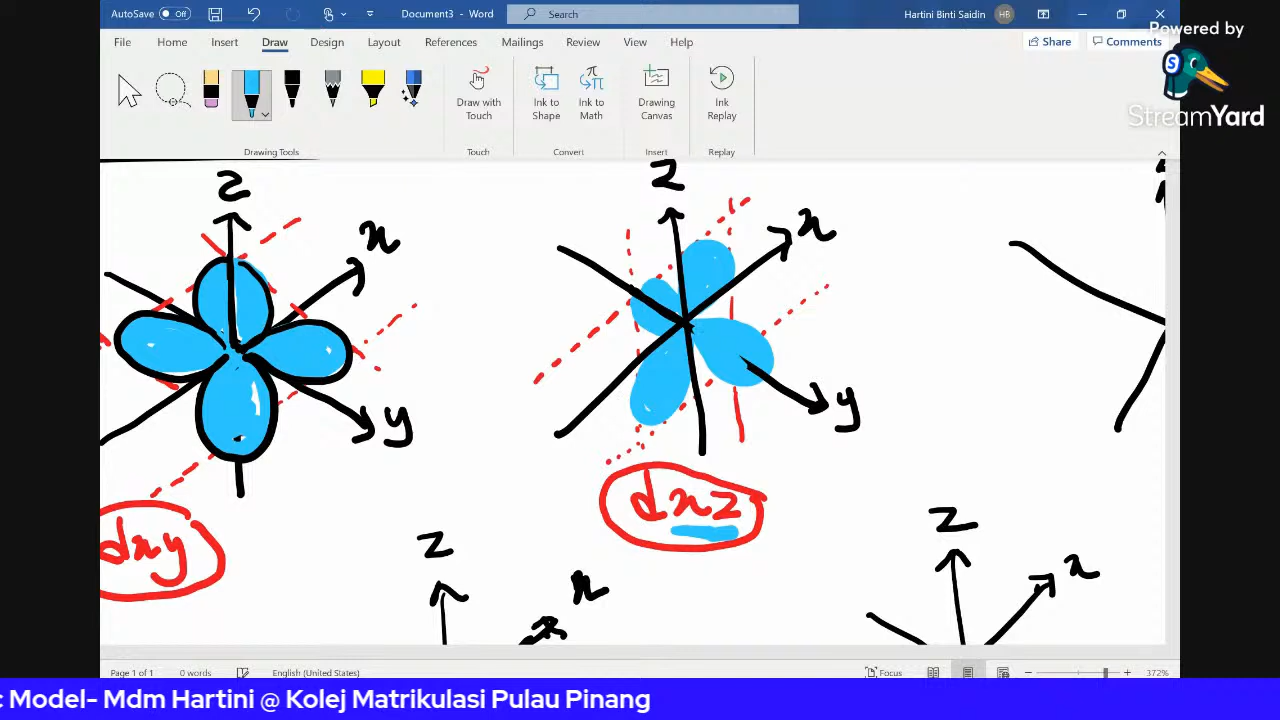 AutoSave Off Document3 - Word Search Hartini Binti Saidin HB
File Home Insert Draw Design Layout References Mailings Review View Help Share Comments
Powered by
StreamYard
Draw with Touch
Ink to Shape
Ink to Math
Drawing Canvas
Ink Replay
Drawing Tools Touch Convert Insert Replay
z
x
y
dxy
z
x
y
dxz
z
x
z
x
Page 1 of 1 0 words English (United States) Focus 372%
c Model- Mdm Hartini @ Kolej Matrikulasi Pulau Pinang